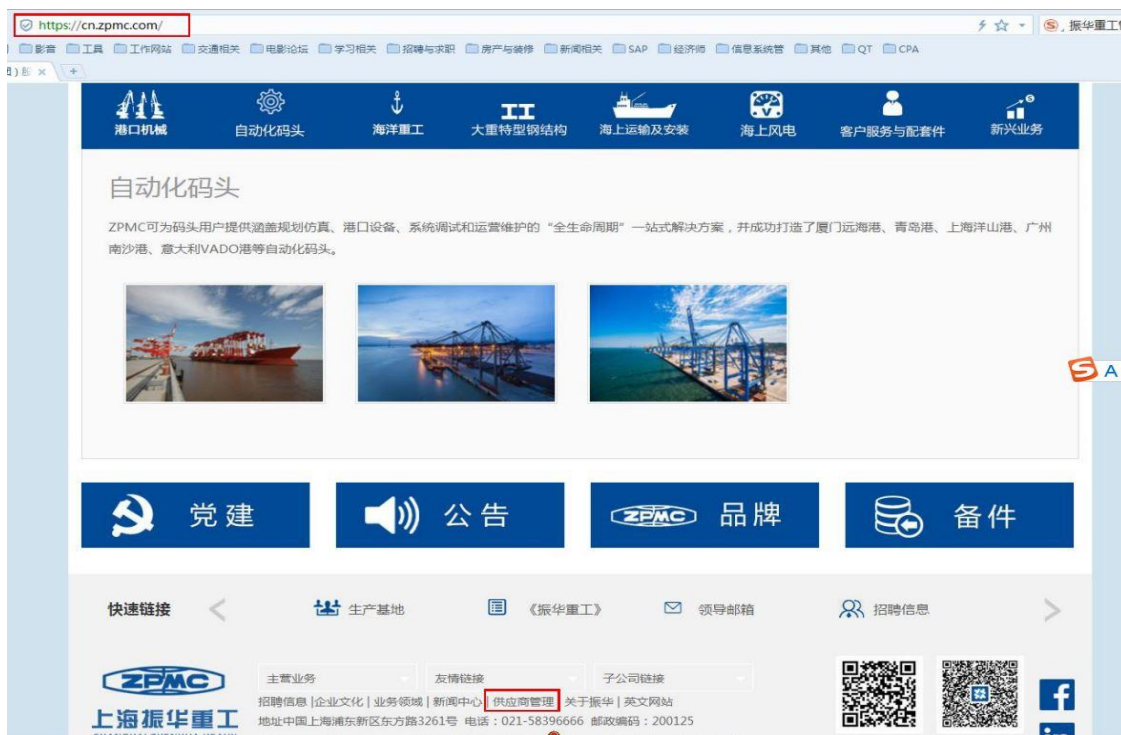 https://cn.zpmc.com/
振华重工
影音 工具 工作网站 交通相关 电影论坛 学习相关 招聘与求职 房产与装修 新闻相关 SAP 经济师 信息系统管 其他 QT CPA
港口机械 自动化码头 海洋重工 大重特型钢结构 海上运输及安装 海上风电 客户服务与配套件 新兴业务
自动化码头
ZPMC可为码头用户提供涵盖规划仿真、港口设备、系统调试和运营维护的“全生命周期”一站式解决方案，并成功打造了厦门远海港、青岛港、上海洋山港、广州
南沙港、意大利VADO港等自动化码头。
党建 公告 ZPMC 品牌 备件
快速链接 生产基地 《振华重工》 领导邮箱 招聘信息
ZPMC 主营业务 友情链接 子公司链接
招聘信息 |企业文化 | 业务领域 | 新闻中心 | 供应商管理 | 关于振华 | 英文网站
上海振华重工 地址中国上海浦东新区东方路3261号 电话：021-58396666 邮政编码：200125